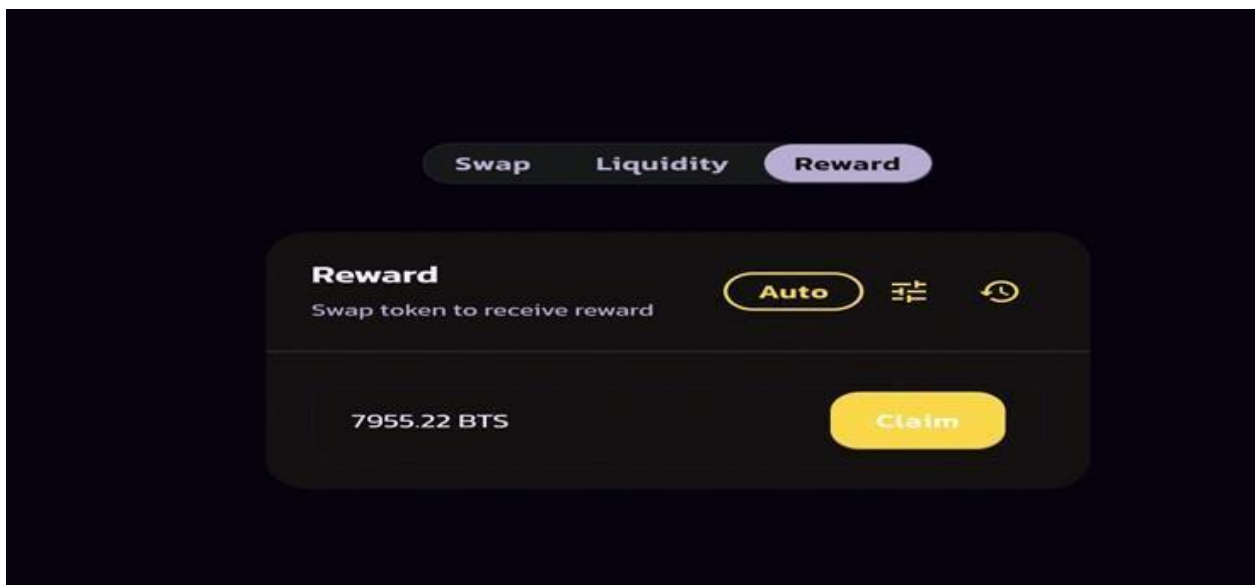 Swap Liquidity Reward
Reward
Auto
Swap token to receive reward
7955.22 BTS Claim